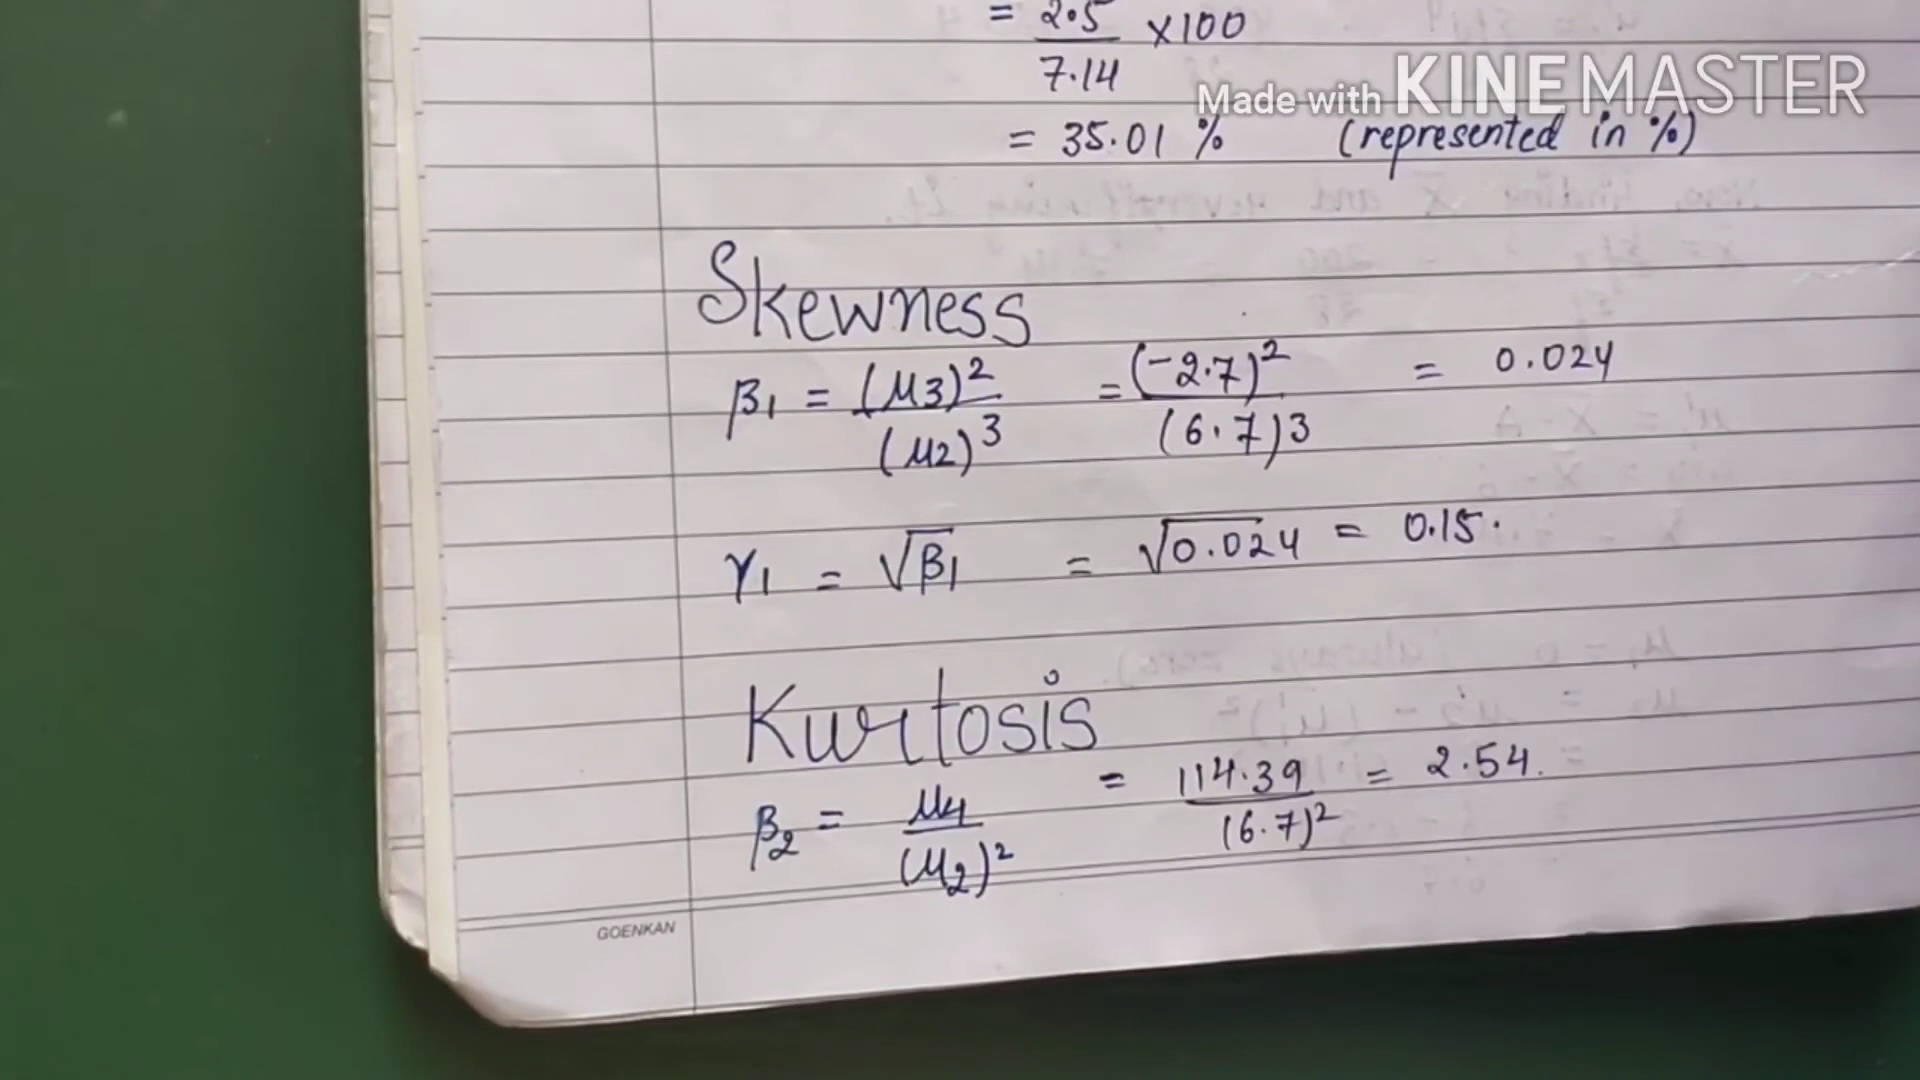 = 2.5 / 7.14 ×100
Made with KINEMASTER
= 35.01 % (represented in %)
Skewness
β1 = (μ3)² / (μ2)³ = (-2.7)² / (6.7)3 = 0.024
γ1 = √β1 = √0.024 = 0.15.
Kurtosis
β2 = μ4 / (μ2)² = 114.39 / (6.7)² = 2.54.
GOENKAN